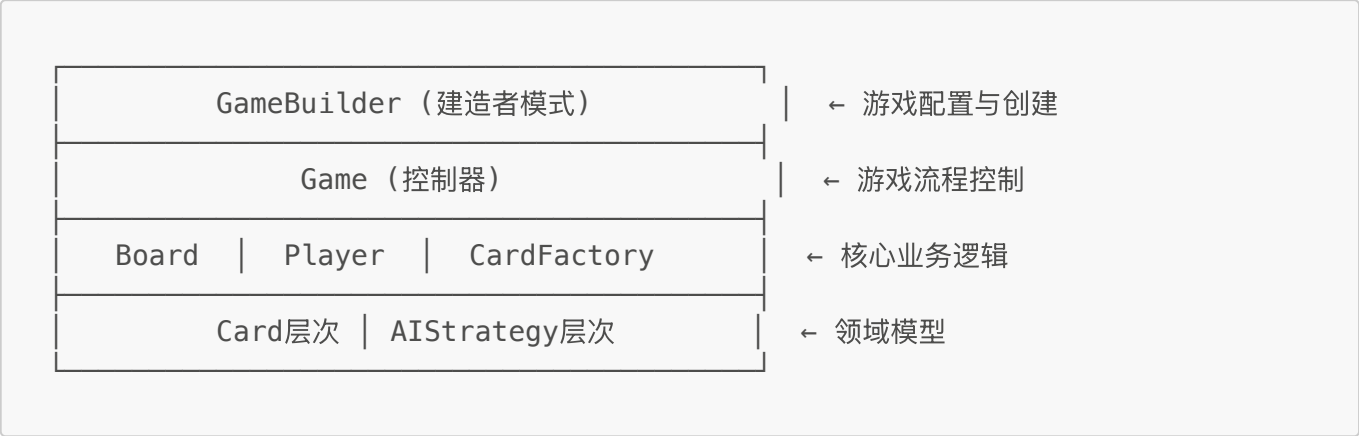 GameBuilder (建造者模式) │ ← 游戏配置与创建
Game (控制器) │ ← 游戏流程控制
Board │ Player │ CardFactory │ ← 核心业务逻辑
Card层次 │ AIStrategy层次 │ ← 领域模型